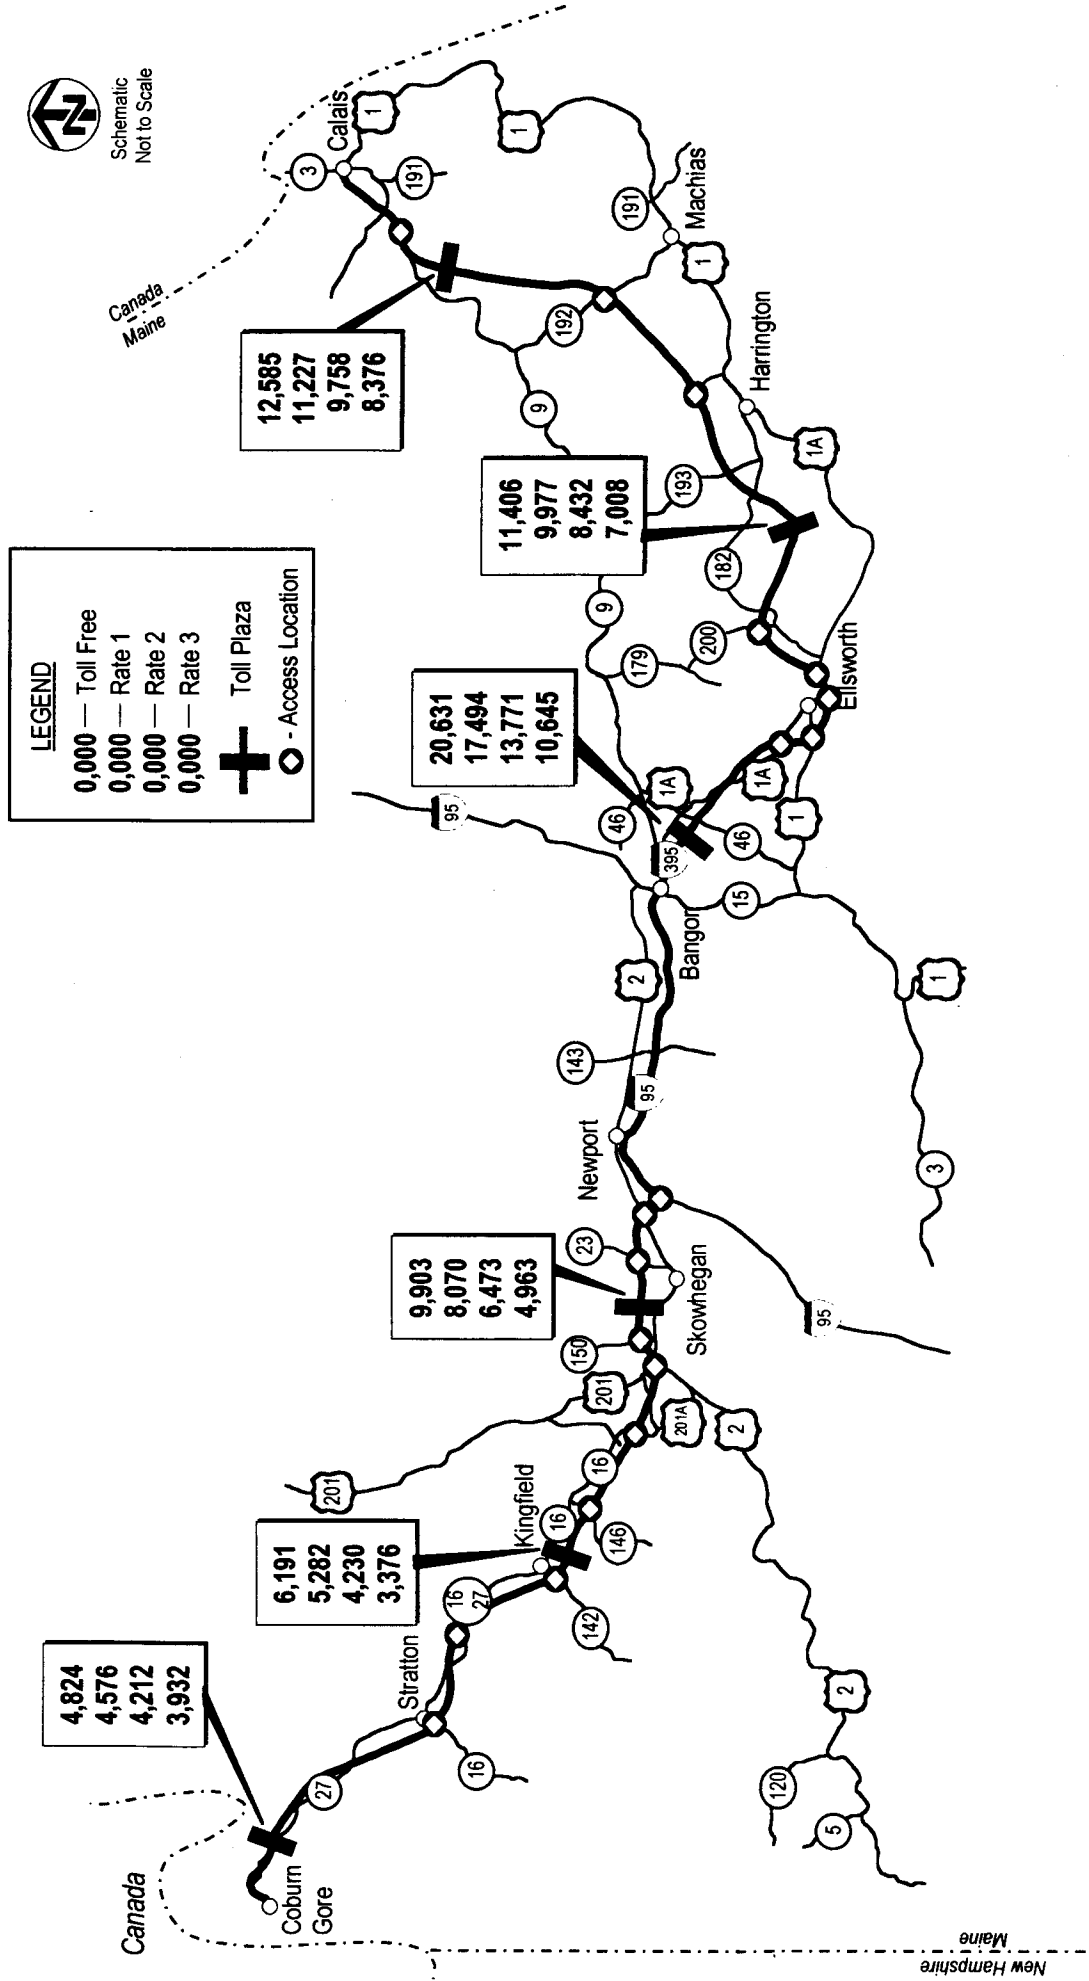 N
Schematic
Not to Scale
LEGEND
0,000 — Toll Free
0,000 — Rate 1
0,000 — Rate 2
0,000 — Rate 3
Toll Plaza
- Access Location
Canada
Coburn
Gore
4,824
4,576
4,212
3,932
27
Stratton
16
16
27
6,191
5,282
4,230
3,376
Kingfield
142
16
146
16
201
201
201A
2
2
120
5
New Hampshire
Maine
150
9,903
8,070
6,473
4,963
Skowhegan
23
Newport
95
95
143
2
Bangor
395
95
15
46
46
1A
1A
1
1
3
20,631
17,494
13,771
10,645
Ellsworth
179
200
9
182
11,406
9,977
8,432
7,008
193
9
1A
Harrington
12,585
11,227
9,758
8,376
192
1
Machias
191
1
1
191
3
Calais
Canada
Maine